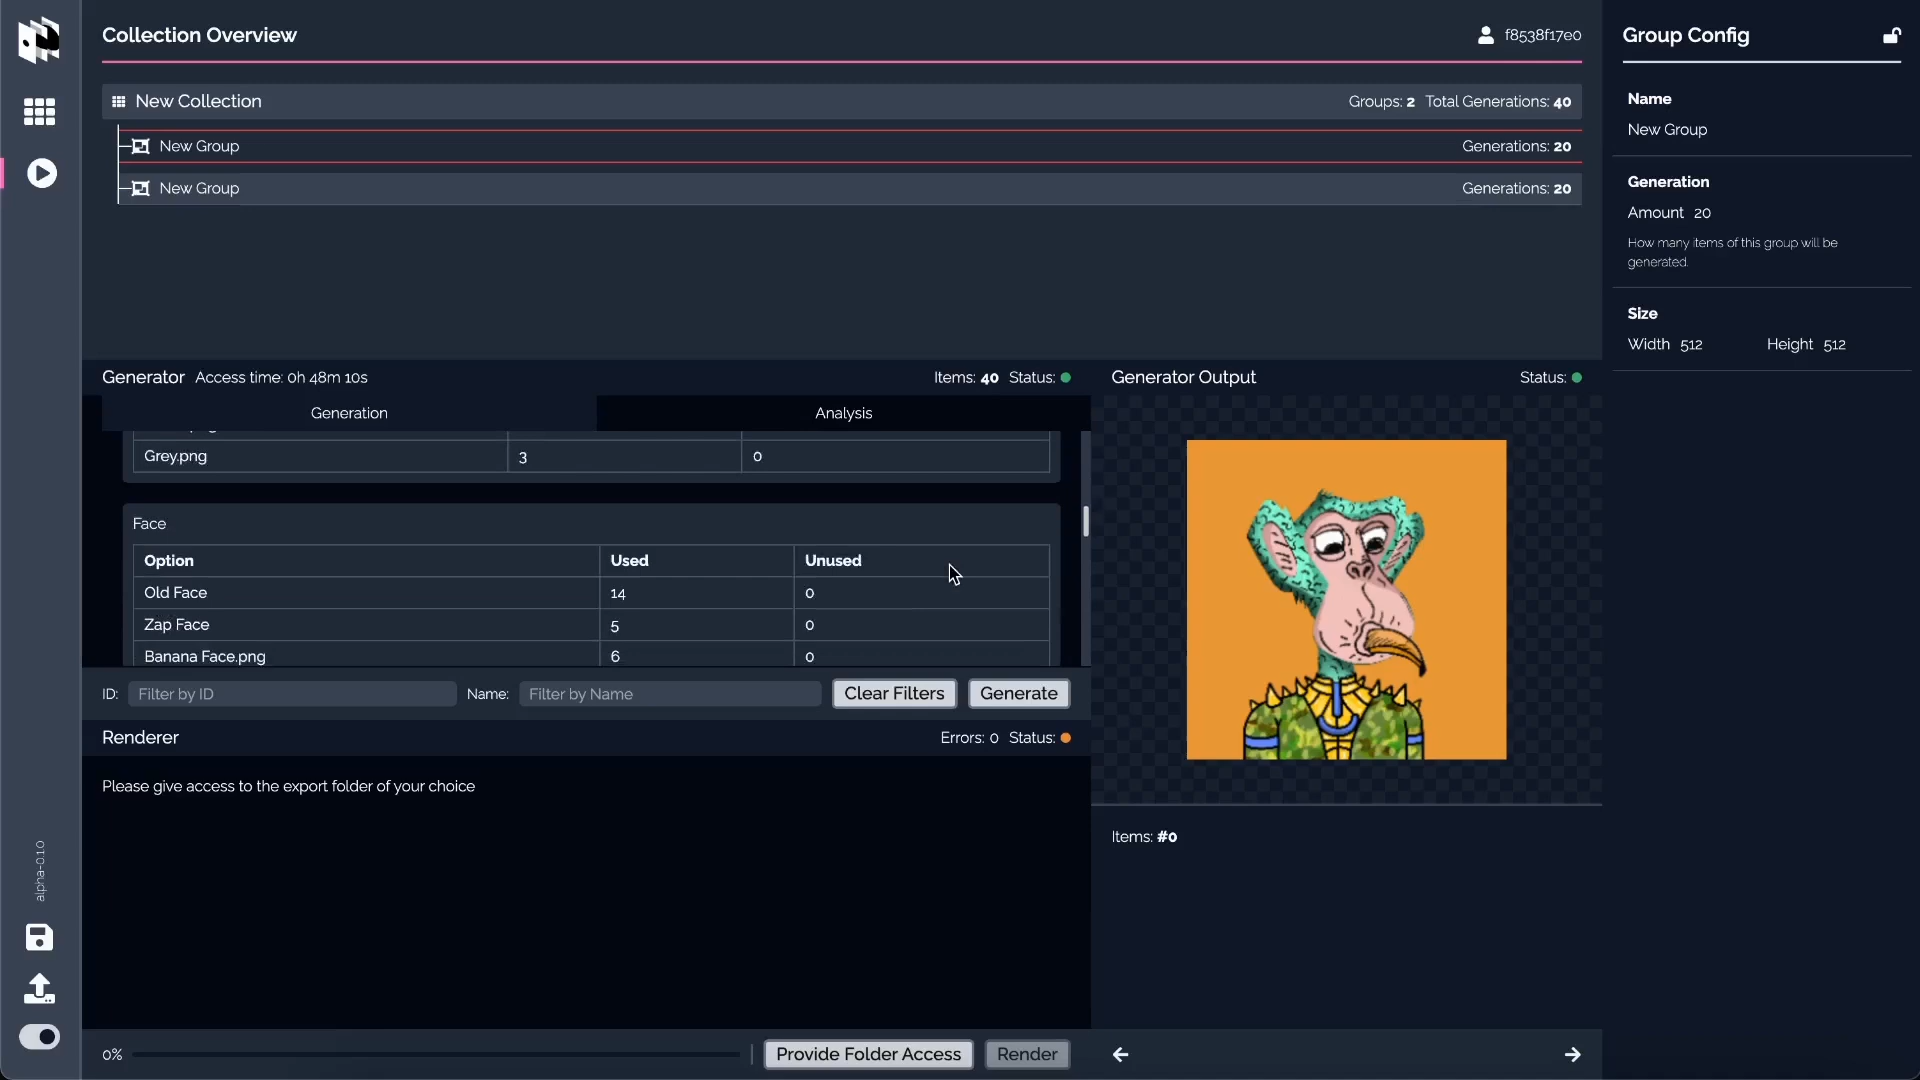 Collection Overview
f8538f17e0
New Collection
Groups: 2 Total Generations: 40
New Group
Generations: 20
New Group
Generations: 20
Generator Access time: 0h 48m 10s
Items: 40 Status:
Generation
Analysis
Grey.png 3 0
Face
Option Used Unused
Old Face 14 0
Zap Face 5 0
Banana Face.png 6 0
ID: Filter by ID Name: Filter by Name Clear Filters Generate
Renderer
Errors: 0 Status:
Please give access to the export folder of your choice
0% Provide Folder Access Render
Generator Output
Status:
Items: #0
Group Config
Name
New Group
Generation
Amount 20
How many items of this group will be
generated.
Size
Width 512 Height 512
alpha-0.1.0